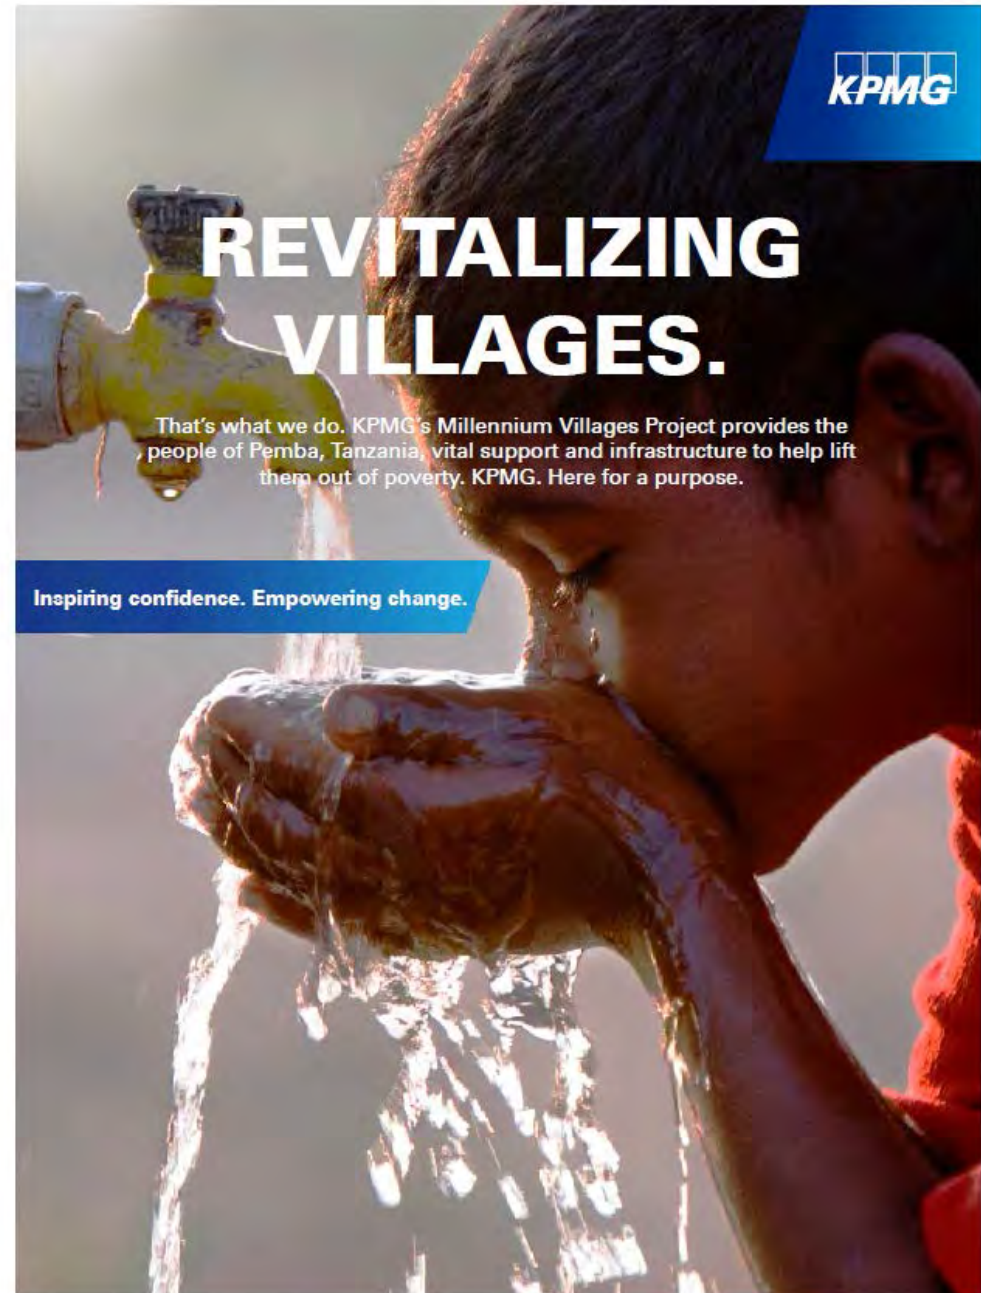 KPMG
REVITALIZING
VILLAGES.
That's what we do. KPMG's Millennium Villages Project provides the
people of Pemba, Tanzania, vital support and infrastructure to help lift
them out of poverty. KPMG. Here for a purpose.
Inspiring confidence. Empowering change.